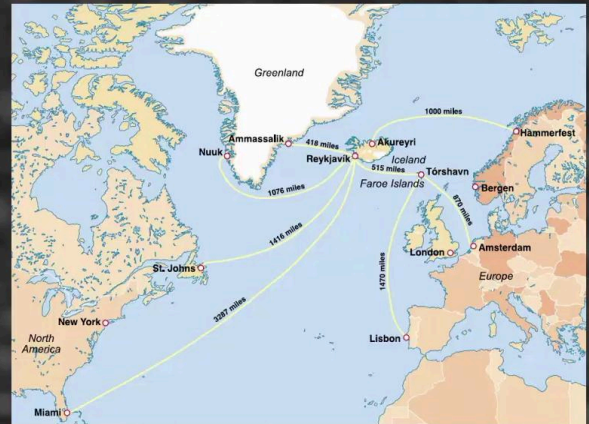 Greenland
1000 miles
Hammerfest
Ammassalik
418 miles
Akureyri
Nuuk
Reykjavík
Iceland
515 miles
Tórshavn
Faroe Islands
1076 miles
Bergen
870 miles
1416 miles
Amsterdam
London
St. Johns
Europe
1470 miles
3287 miles
New York
North
America
Lisbon
Miami